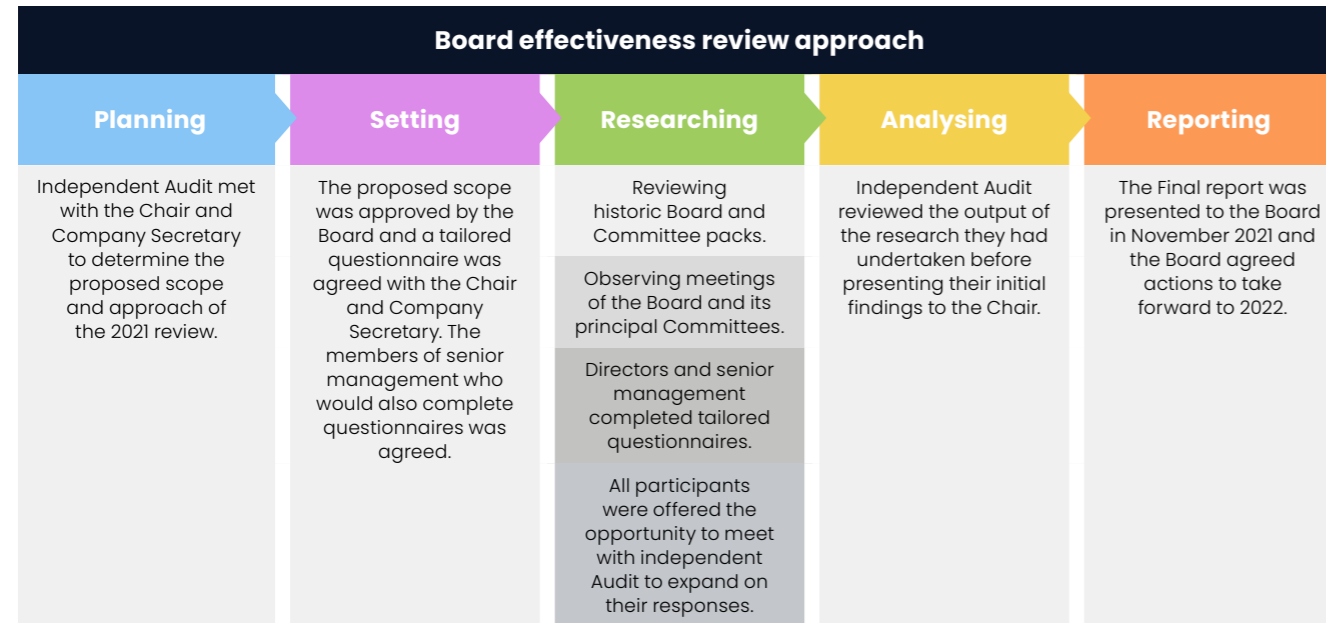 Board effectiveness review approach
Planning
Independent Audit met
with the Chair and
Company Secretary
to determine the
proposed scope
and approach of
the 2021 review.
Setting
The proposed scope
was approved by the
Board and a tailored
questionnaire was
agreed with the Chair
and Company
Secretary. The
members of senior
management who
would also complete
questionnaires was
agreed.
Researching
Reviewing
historic Board and
Committee packs.
Observing meetings
of the Board and its
principal Committees.
Directors and senior
management
completed tailored
questionnaires.
All participants
were offered the
opportunity to meet
with independent
Audit to expand on
their responses.
Analysing
Independent Audit
reviewed the output of
the research they had
undertaken before
presenting their initial
findings to the Chair.
Reporting
The Final report was
presented to the Board
in November 2021 and
the Board agreed
actions to take
forward to 2022.